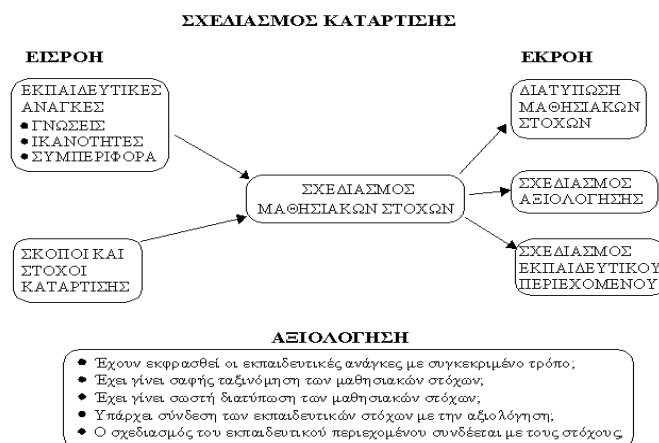 ΣΧΕΔΙΑΣΜΟΣ ΚΑΤΑΡΤΙΣΗΣ
ΕΙΣΡΟΗ
ΕΚΠΑΙΔΕΥΤΙΚΕΣ
ΑΝΑΓΚΕΣ
● ΓΝΩΣΕΙΣ
● ΙΚΑΝΟΤΗΤΕΣ
● ΣΥΜΠΕΡΙΦΟΡΑ
ΣΚΟΠΟΙ ΚΑΙ
ΣΤΟΧΟΙ
ΚΑΤΑΡΤΙΣΗΣ
ΣΧΕΔΙΑΣΜΟΣ
ΜΑΘΗΣΙΑΚΩΝ ΣΤΟΧΩΝ
ΕΚΡΟΗ
ΔΙΑΤΥΠΩΣΗ
ΜΑΘΗΣΙΑΚΩΝ
ΣΤΟΧΩΝ
ΣΧΕΔΙΑΣΜΟΣ
ΑΞΙΟΛΟΓΗΣΗΣ
ΣΧΕΔΙΑΣΜΟΣ
ΕΚΠΑΙΔΕΥΤΙΚΟΥ
ΠΕΡΙΕΧΟΜΕΝΟΥ
ΑΞΙΟΛΟΓΗΣΗ
● Έχουν εκφρασθεί οι εκπαιδευτικές ανάγκες με συγκεκριμένο τρόπο;
● Έχει γίνει σαφής ταξινόμηση των μαθησιακών στόχων;
● Έχει γίνει σωστή διατύπωση των μαθησιακών στόχων;
● Υπάρχει σύνδεση των εκπαιδευτικών στόχων με την αξιολόγηση;
● Ο σχεδιασμός του εκπαιδευτικού περιεχομένου συνδέεται με τους στόχους;